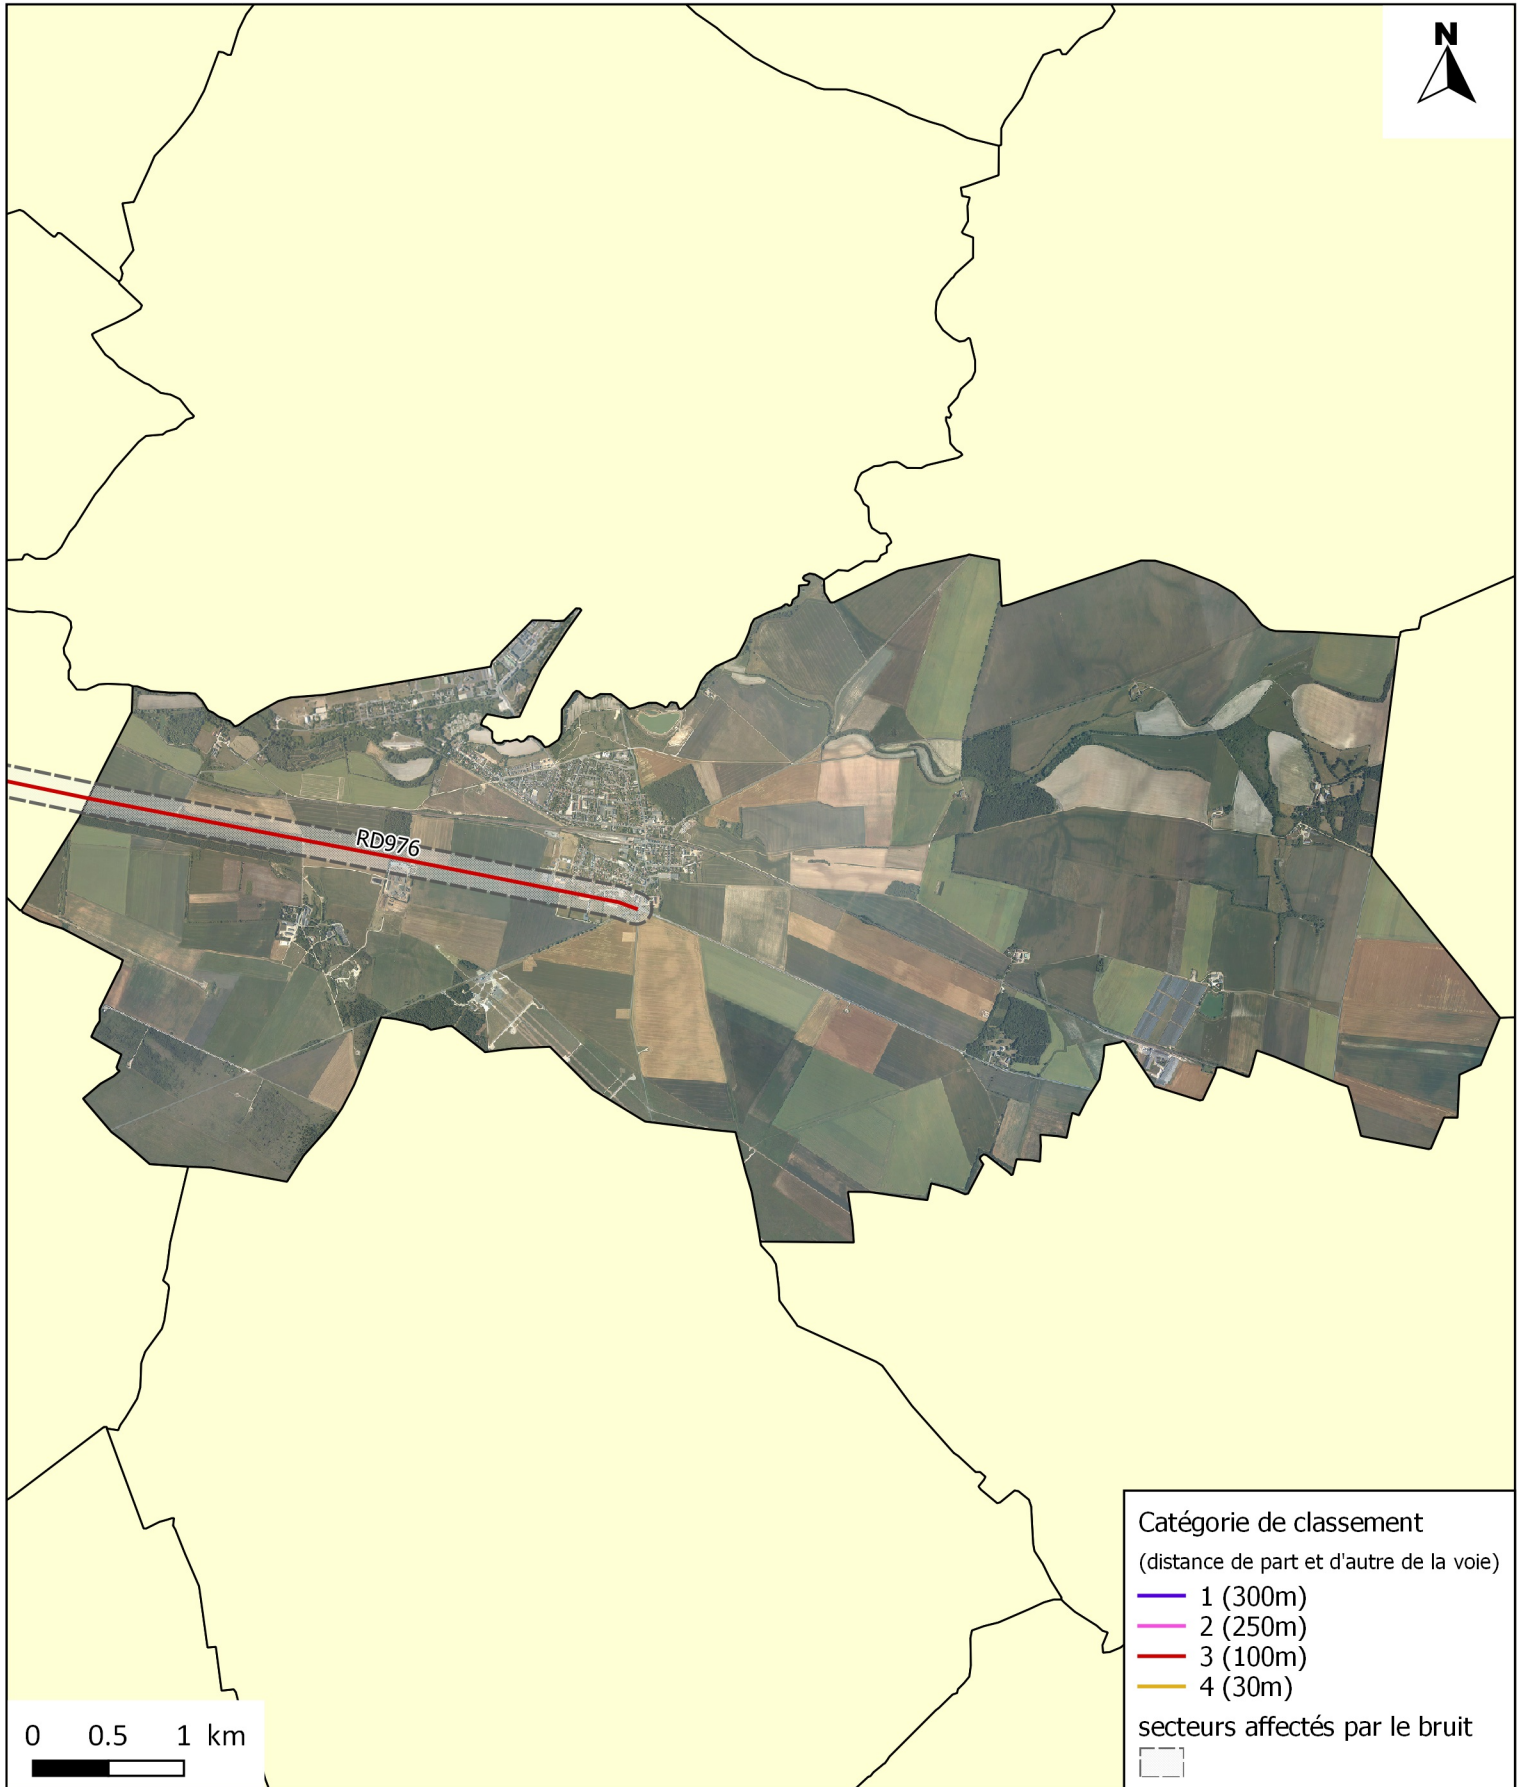 N
RD976
Catégorie de classement
(distance de part et d'autre de la voie)
1 (300m)
2 (250m)
3 (100m)
4 (30m)
secteurs affectés par le bruit
0 0.5 1 km